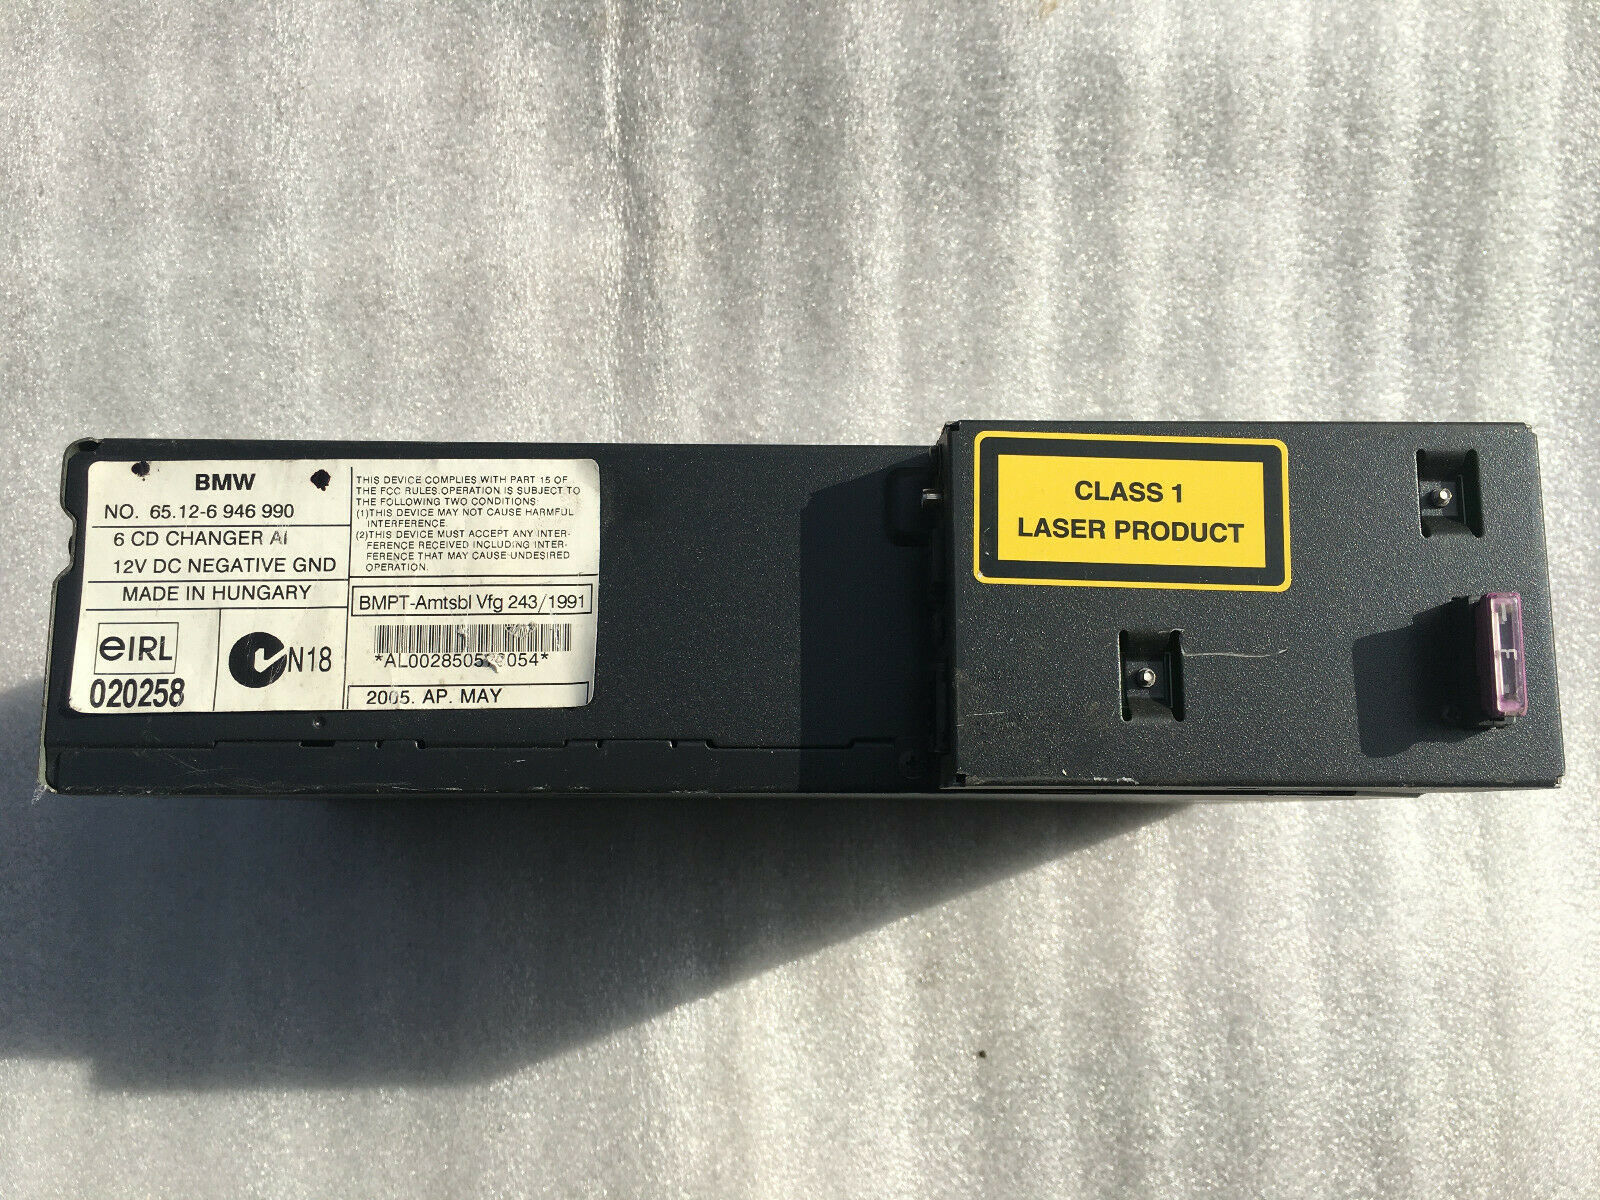 BMW
NO. 65.12-6 946 990
6 CD CHANGER AI
12V DC NEGATIVE GND
MADE IN HUNGARY
eIRL
020258
N18
THIS DEVICE COMPLIES WITH PART 15 OF
THE FCC RULES.OPERATION IS SUBJECT TO
THE FOLLOWING TWO CONDITIONS:
(1)THIS DEVICE MAY NOT CAUSE HARMFUL
INTERFERENCE.
(2)THIS DEVICE MUST ACCEPT ANY INTER-
FERENCE RECEIVED INCLUDING INTER-
FERENCE THAT MAY CAUSE UNDESIRED
OPERATION.
BMPT-Amtsbl Vfg 243/1991
2005. AP. MAY
CLASS 1
LASER PRODUCT